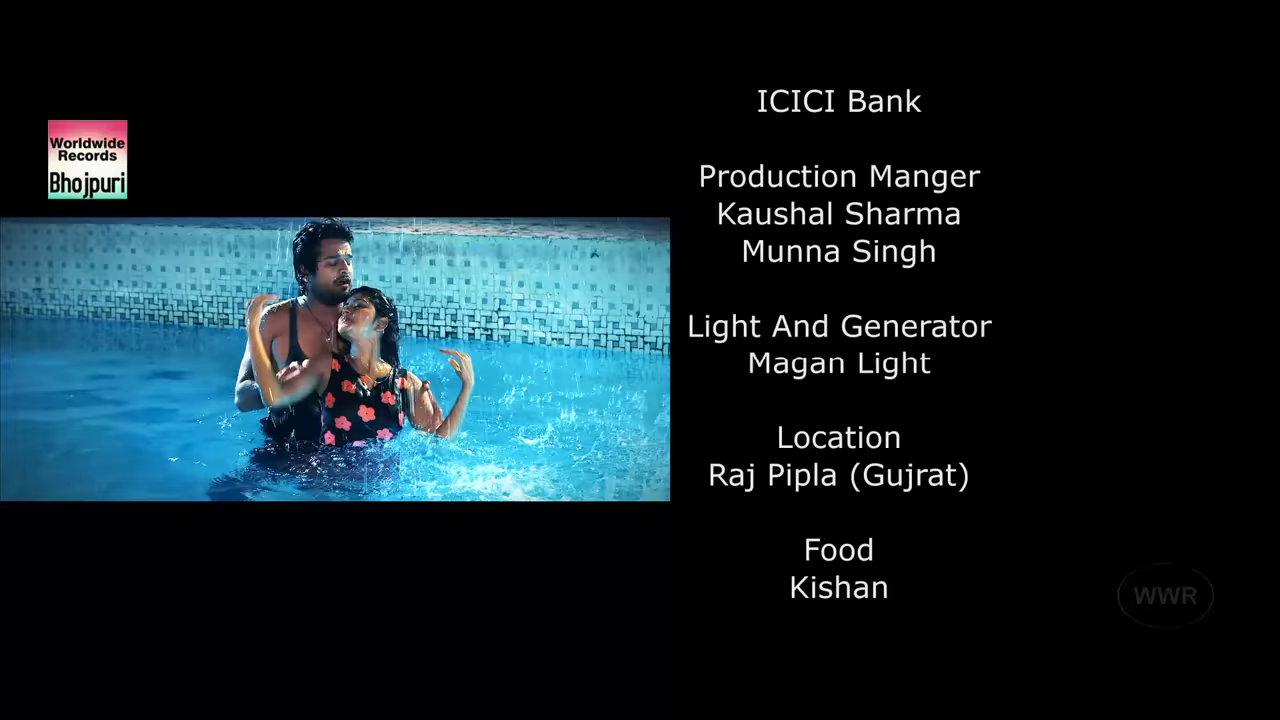 Worldwide
Records
Bhojpuri
ICICI Bank
Production Manger
Kaushal Sharma
Munna Singh
Light And Generator
Magan Light
Location
Raj Pipla (Gujrat)
Food
Kishan
WWR